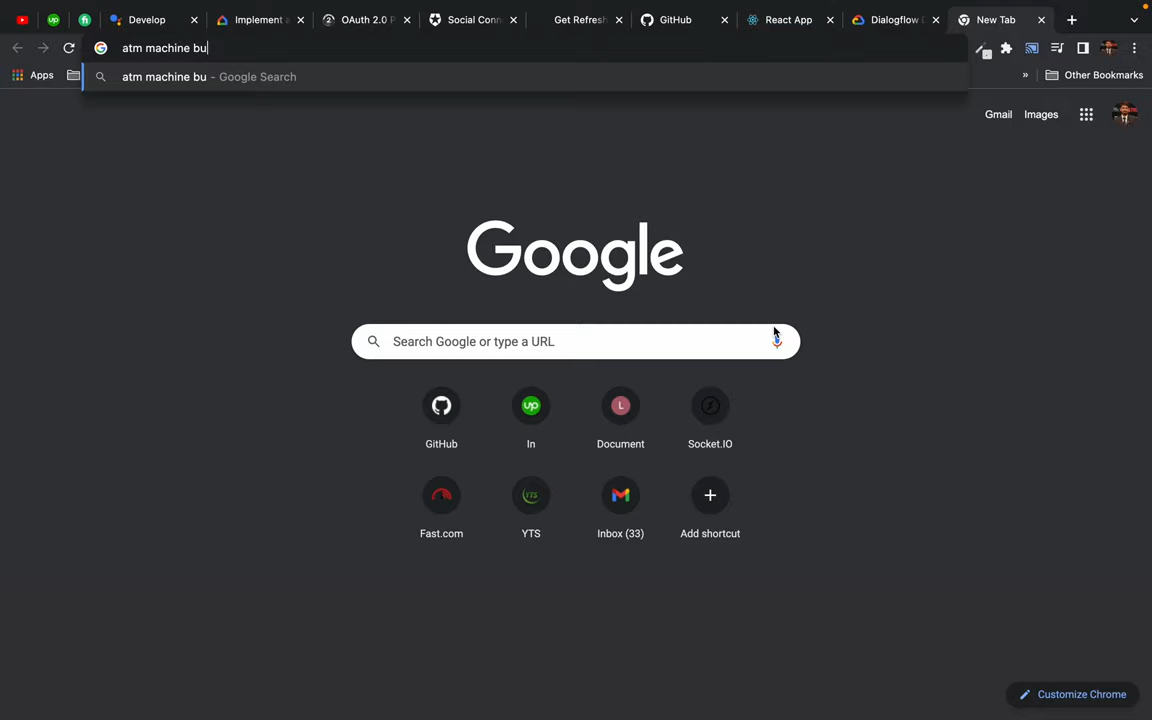 Develop
Implement a
OAuth 2.0 P
Social Conn
Get Refresh
GitHub
React App
Dialogflow
New Tab
atm machine bu
atm machine bu - Google Search
Apps
»
Other Bookmarks
Gmail
Images
Google
Search Google or type a URL
up
L
GitHub
In
Document
Socket.IO
YTS
Fast.com
YTS
Inbox (33)
Add shortcut
Customize Chrome